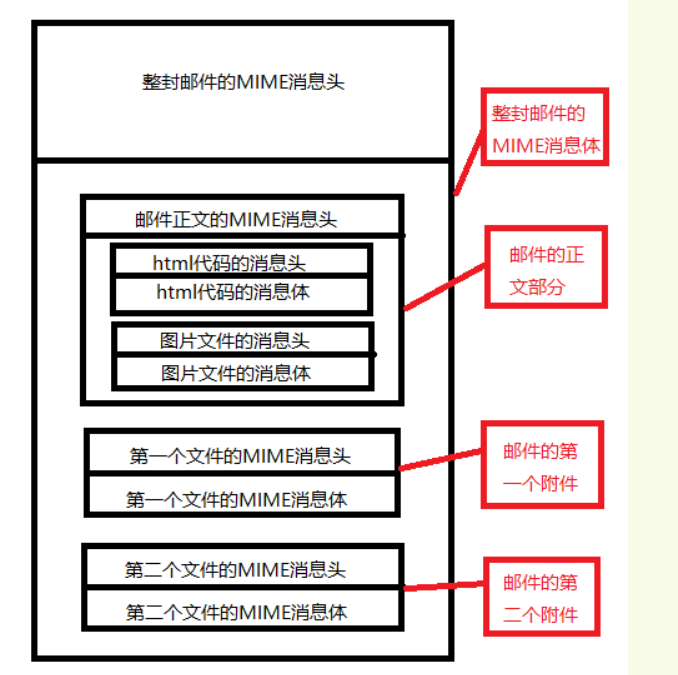 整封邮件的MIME消息头
整封邮件的
MIME消息体
邮件正文的MIME消息头
html代码的消息头
html代码的消息体
邮件的正
文部分
图片文件的消息头
图片文件的消息体
第一个文件的MIME消息头
第一个文件的MIME消息体
邮件的第
一个附件
第二个文件的MIME消息头
第二个文件的MIME消息体
邮件的第
二个附件